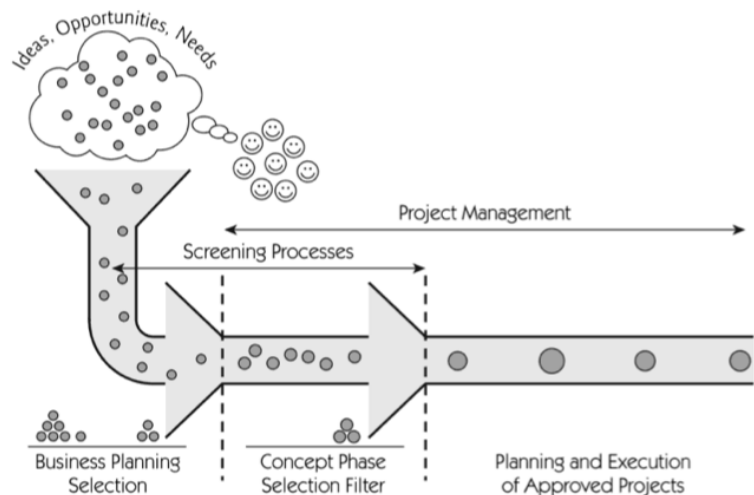 Ideas, Opportunities, Needs
Project Management
Screening Processes
Business Planning
Selection
Concept Phase
Selection Filter
Planning and Execution
of Approved Projects